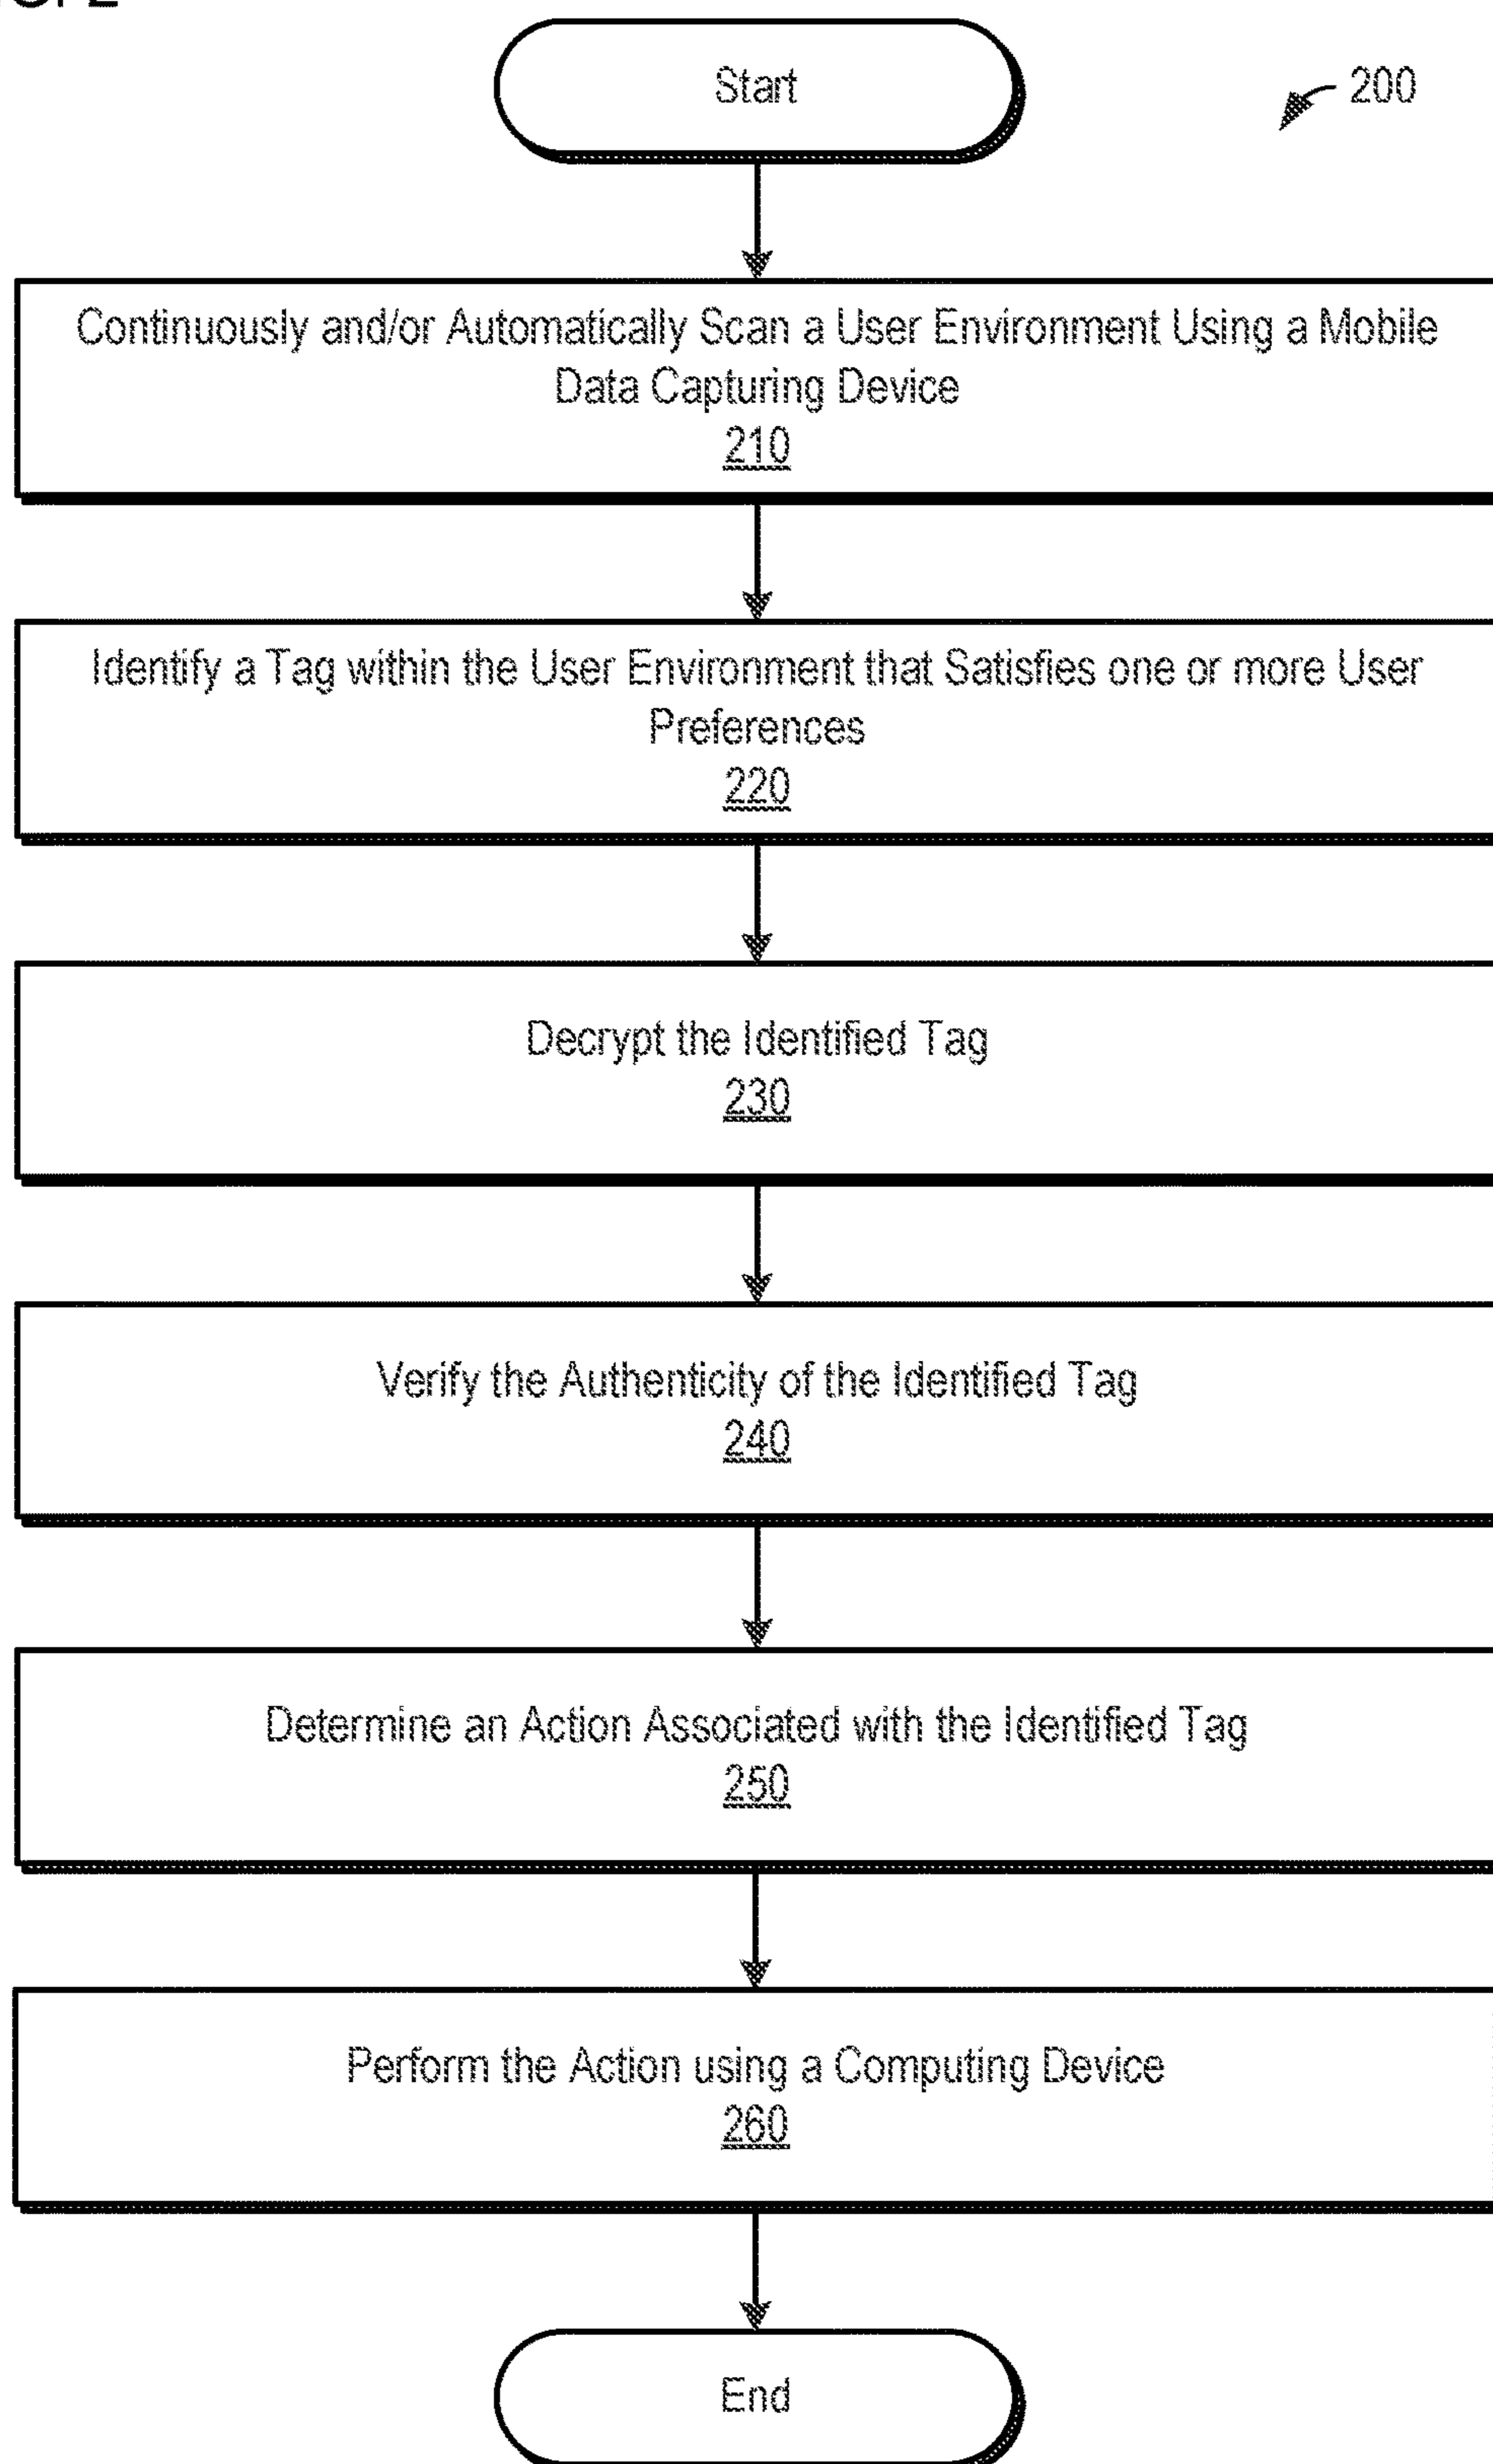 Start
200
Continuously and/or Automatically Scan a User Environment Using a Mobile
Data Capturing Device
210
Identify a Tag within the User Environment that Satisfies one or more User
Preferences
220
Decrypt the Identified Tag
230
Verify the Authenticity of the Identified Tag
240
Determine an Action Associated with the Identified Tag
250
Perform the Action using a Computing Device
260
End